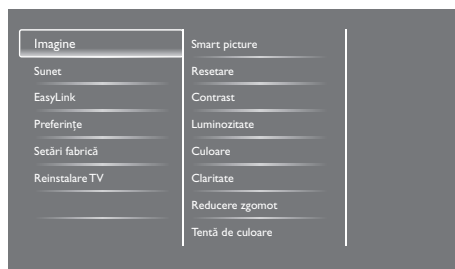 Imagine
Sunet
EasyLink
Preferințe
Setări fabrică
Reinstalare TV
Smart picture
Resetare
Contrast
Luminozitate
Culoare
Claritate
Reducere zgomot
Tentă de culoare